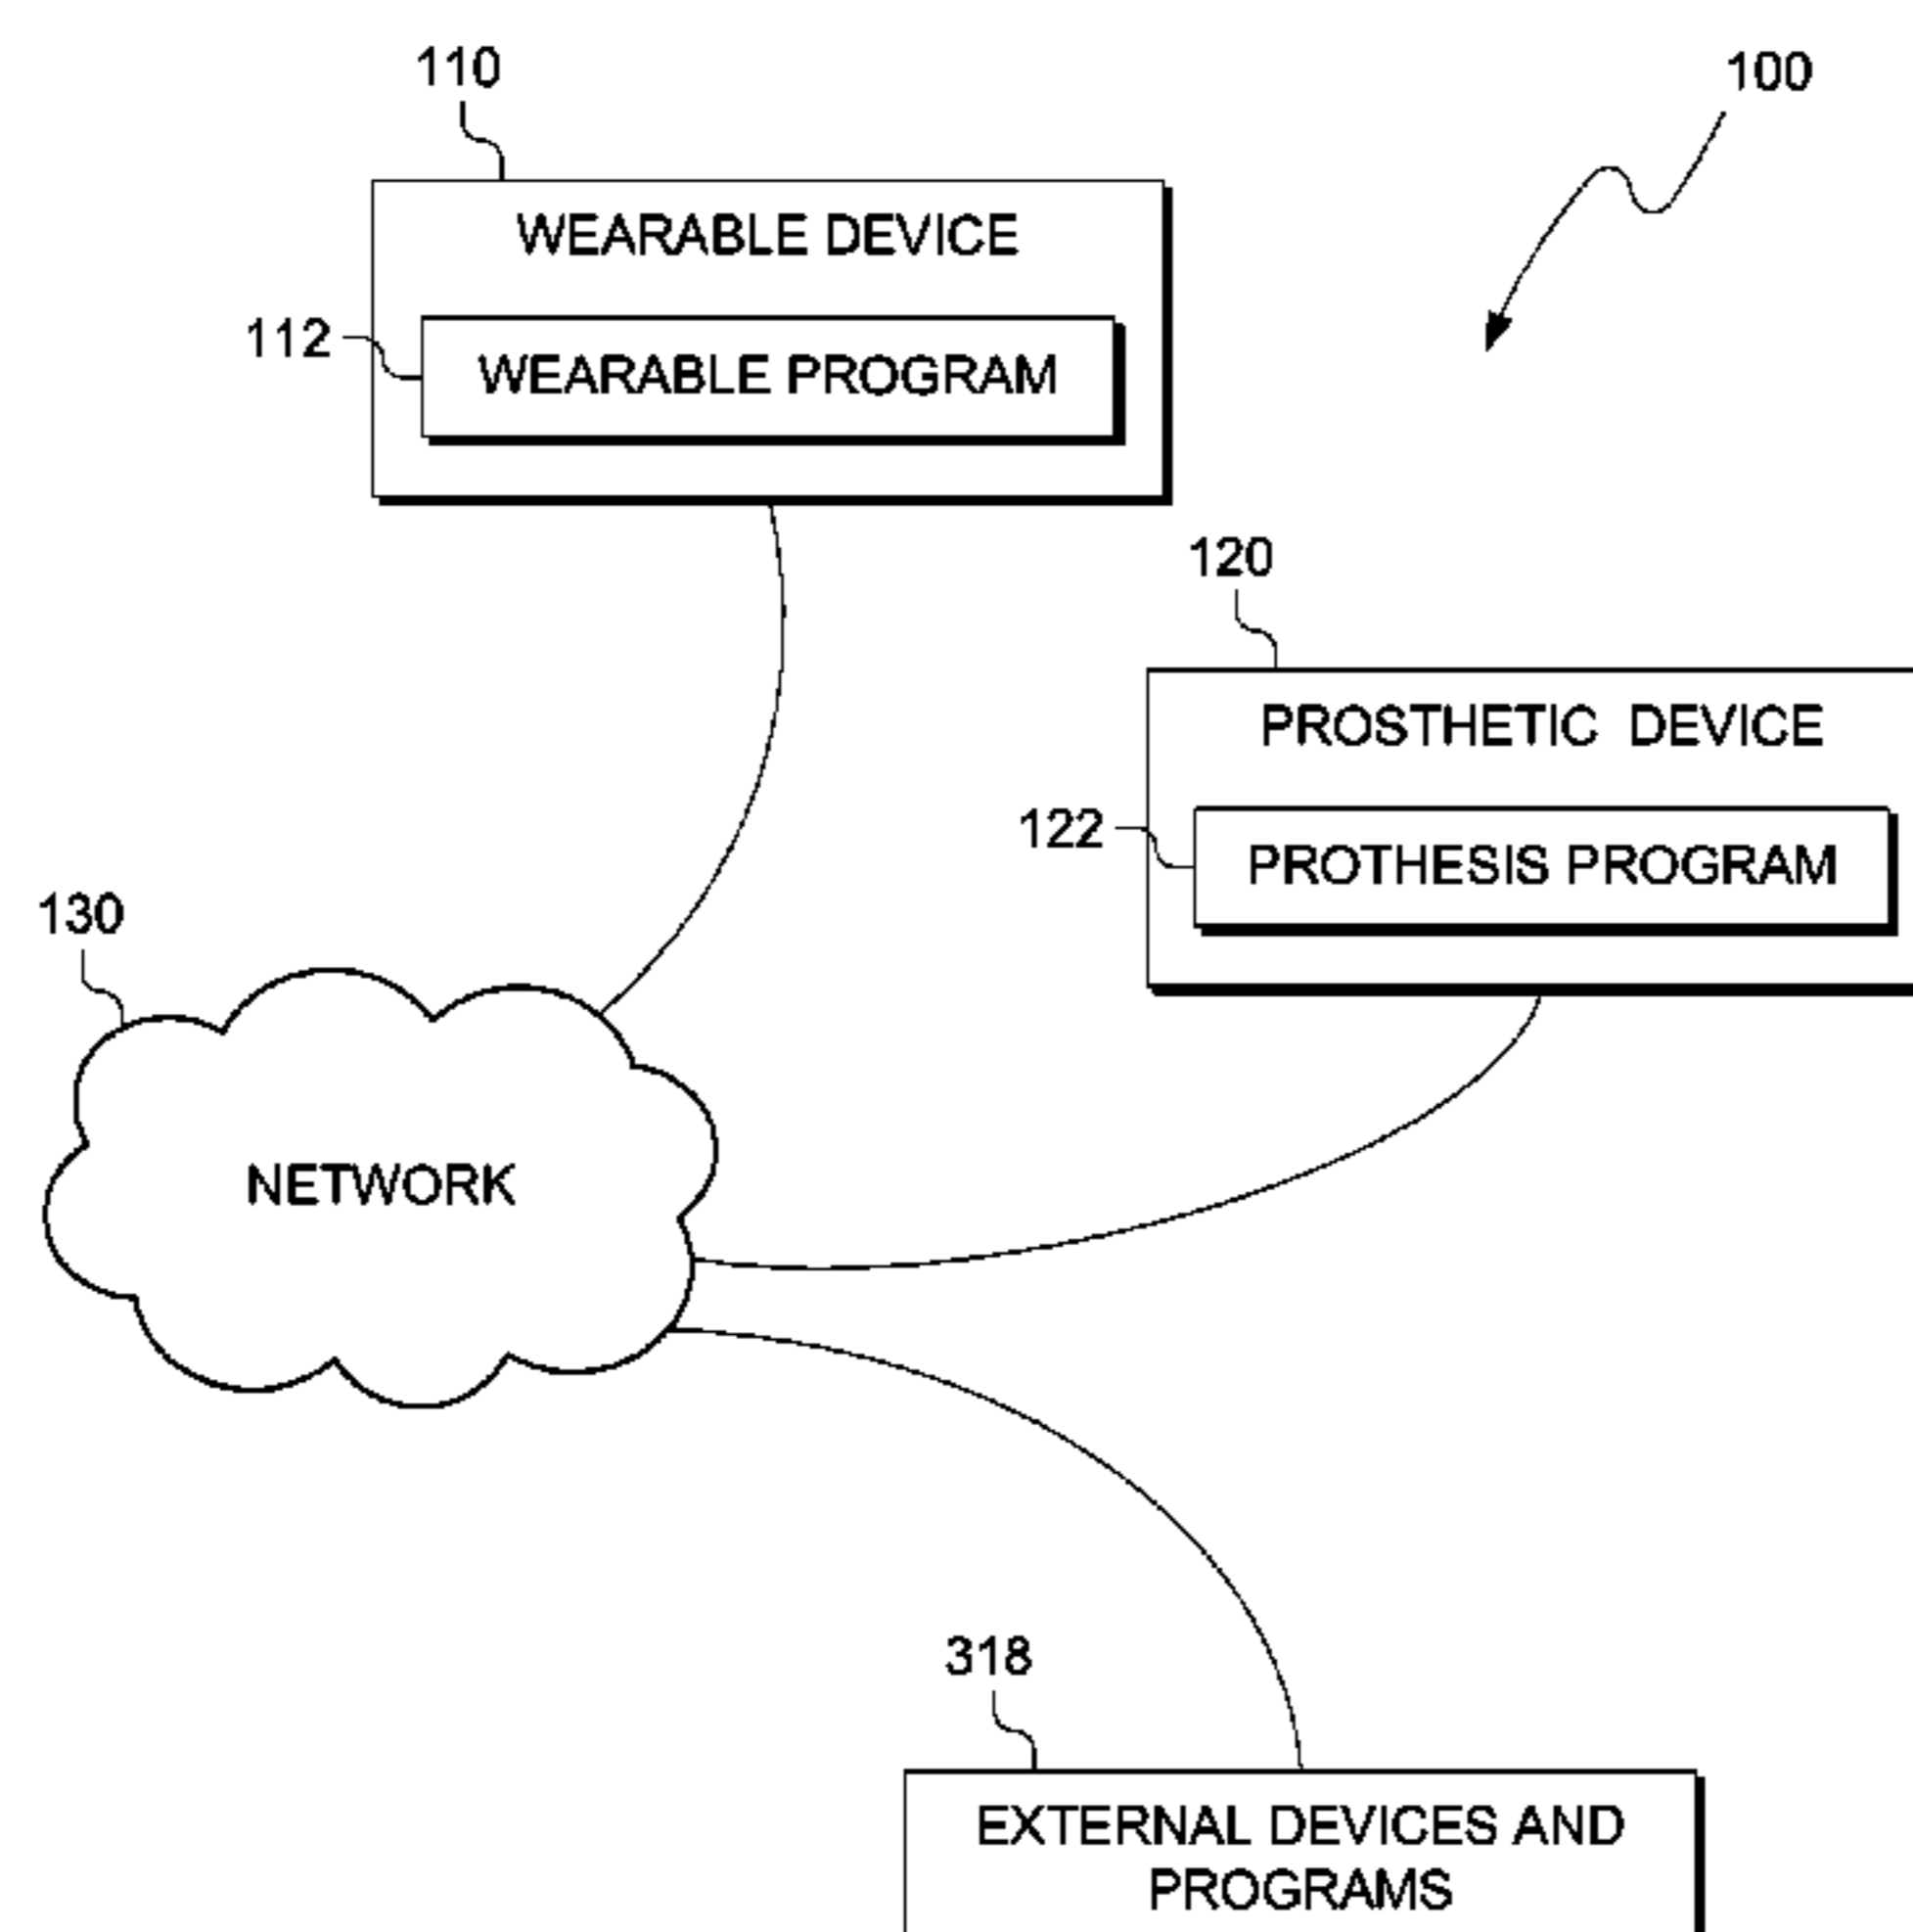 110
100
WEARABLE DEVICE
112
WEARABLE PROGRAM
120
PROSTHETIC DEVICE
122
PROTHESIS PROGRAM
130
NETWORK
318
EXTERNAL DEVICES AND
PROGRAMS